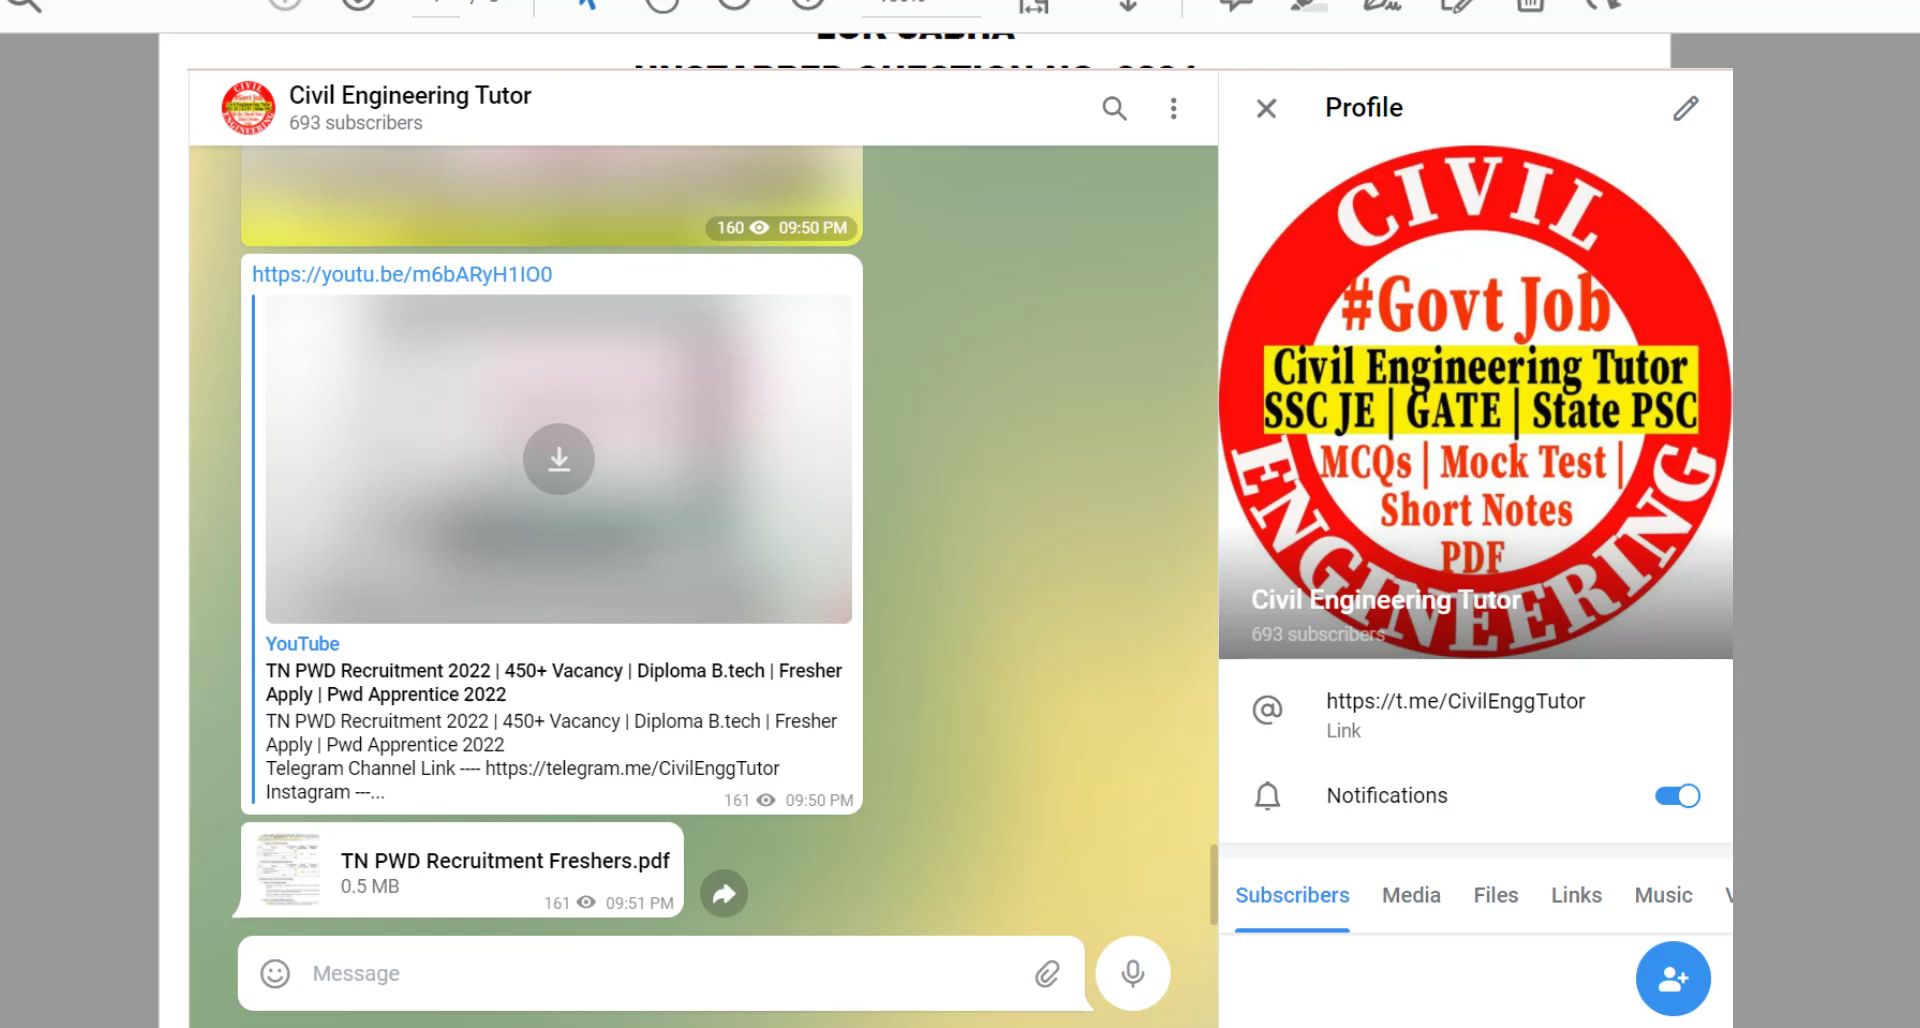 LOK SABHA
UNSTARRED QUESTION NO.
Civil Engineering Tutor
693 subscribers
160 09:50 PM
https://youtu.be/m6bARyH1IO0
YouTube
TN PWD Recruitment 2022 | 450+ Vacancy | Diploma B.tech | Fresher
Apply | Pwd Apprentice 2022
TN PWD Recruitment 2022 | 450+ Vacancy | Diploma B.tech | Fresher
Apply | Pwd Apprentice 2022
Telegram Channel Link ---- https://telegram.me/CivilEnggTutor
Instagram ---...
161 09:50 PM
TN PWD Recruitment Freshers.pdf
0.5 MB
161 09:51 PM
Message
Profile
CIVIL
#Govt Job
Civil Engineering Tutor
SSC JE | GATE | State PSC
MCQs | Mock Test |
Short Notes
PDF
ENGINEERING
Civil Engineering Tutor
693 subscribers
https://t.me/CivilEnggTutor
Link
Notifications
Subscribers Media Files Links Music